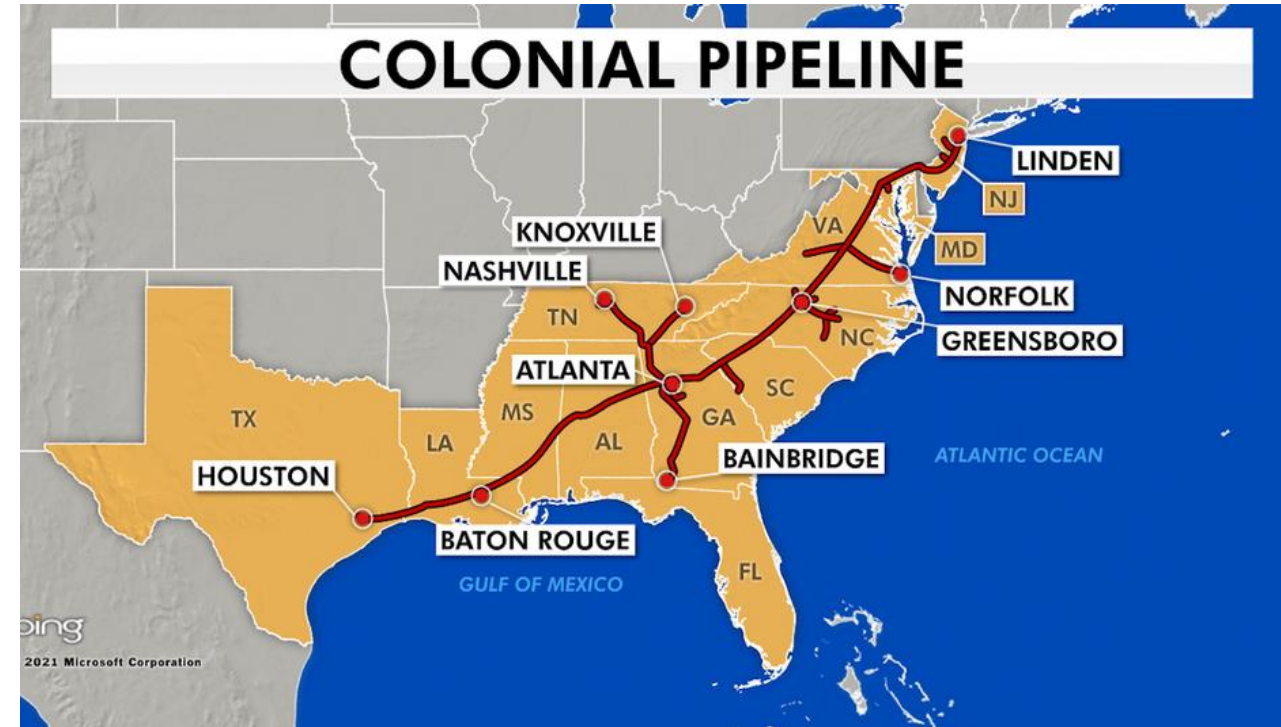 COLONIAL PIPELINE
LINDEN
NJ
VA
KNOXVILLE
MD
NASHVILLE
NORFOLK
TN
GREENSBORO
NC
ATLANTA
SC
MS
GA
TX
AL
LA
BAINBRIDGE
ATLANTIC OCEAN
HOUSTON
BATON ROUGE
FL
GULF OF MEXICO
bing
2021 Microsoft Corporation